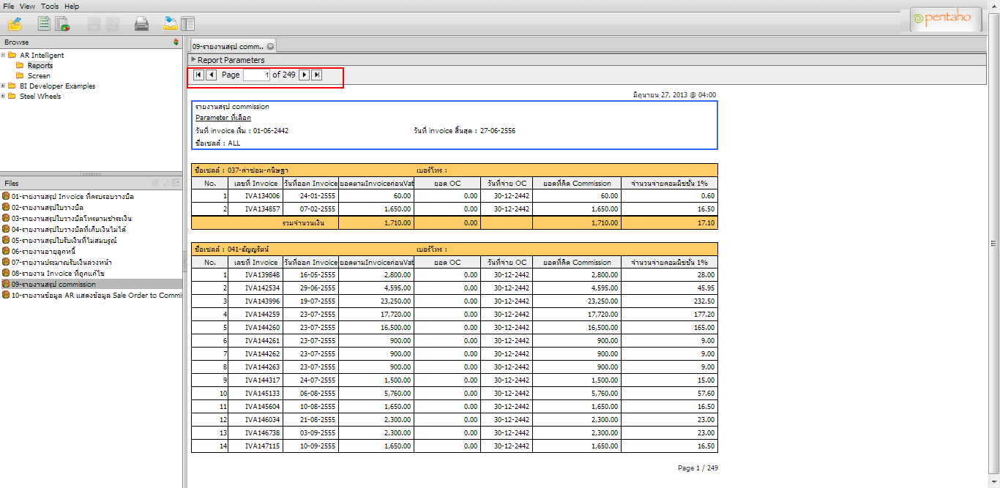 File View Tools Help
pentaho
Browse
AR Intelligent
Reports
Screen
BI Developer Examples
Steel Wheels
Files
01-รายงานสรุป Invoice ที่ครบรอบวางบิล
02-รายงานสรุปใบวางบิล
03-รายงานสรุปใบวางบิลโทรตามชำระเงิน
04-รายงานสรุปใบวางบิลที่เก็บเงินไม่ได้
05-รายงานสรุปใบรับเงินที่ไม่สมบรูณ์
06-รายงานอายุลูกหนี้
07-รายงานประมาณรับเงินล่วงหน้า
08-รายงาน Invoice ที่ถูกแก้ไข
09-รายงานสรุป commission
10-รายงานข้อมูล AR แสดงข้อมูล Sale Order to Commis
09-รายงานสรุป comm..
Report Parameters
Page 1 of 249
มิถุนายน 27, 2013 @ 04:00
รายงานสรุป commission
Parameter ที่เลือก
วันที่ invoice เริ่ม : 01-06-2442 วันที่ invoice สิ้นสุด : 27-06-2556
ชื่อเซลล์ : ALL
ชื่อเซลล์ : 037-ค่าซ่อม-คนิษฐา เบอร์โทร :
No. เลขที่ Invoice วันที่ออก Invoice ยอดตามInvoiceก่อนVat ยอด OC วันที่จ่าย OC ยอดที่คิด Commission จำนวนจ่ายคอมมิชชั่น 1%
1 IVA134006 24-01-2555 60.00 0.00 30-12-2442 60.00 0.60
2 IVA134857 07-02-2555 1,650.00 0.00 30-12-2442 1,650.00 16.50
รวมจำนวนเงิน 1,710.00 0.00 1,710.00 17.10
ชื่อเซลล์ : 041-ธัญญรัตน์ เบอร์โทร :
No. เลขที่ Invoice วันที่ออก Invoice ยอดตามInvoiceก่อนVat ยอด OC วันที่จ่าย OC ยอดที่คิด Commission จำนวนจ่ายคอมมิชชั่น 1%
1 IVA139848 16-05-2555 2,800.00 0.00 30-12-2442 2,800.00 28.00
2 IVA142534 29-06-2555 4,595.00 0.00 30-12-2442 4,595.00 45.95
3 IVA143996 19-07-2555 23,250.00 0.00 30-12-2442 23,250.00 232.50
4 IVA144259 23-07-2555 17,720.00 0.00 30-12-2442 17,720.00 177.20
5 IVA144260 23-07-2555 16,500.00 0.00 30-12-2442 16,500.00 165.00
6 IVA144261 23-07-2555 900.00 0.00 30-12-2442 900.00 9.00
7 IVA144262 23-07-2555 900.00 0.00 30-12-2442 900.00 9.00
8 IVA144263 23-07-2555 900.00 0.00 30-12-2442 900.00 9.00
9 IVA144317 24-07-2555 1,500.00 0.00 30-12-2442 1,500.00 15.00
10 IVA145133 06-08-2555 5,760.00 0.00 30-12-2442 5,760.00 57.60
11 IVA145604 10-08-2555 1,650.00 0.00 30-12-2442 1,650.00 16.50
12 IVA146034 21-08-2555 2,300.00 0.00 30-12-2442 2,300.00 23.00
13 IVA146738 03-09-2555 2,300.00 0.00 30-12-2442 2,300.00 23.00
14 IVA147115 10-09-2555 1,650.00 0.00 30-12-2442 1,650.00 16.50
Page 1 / 249